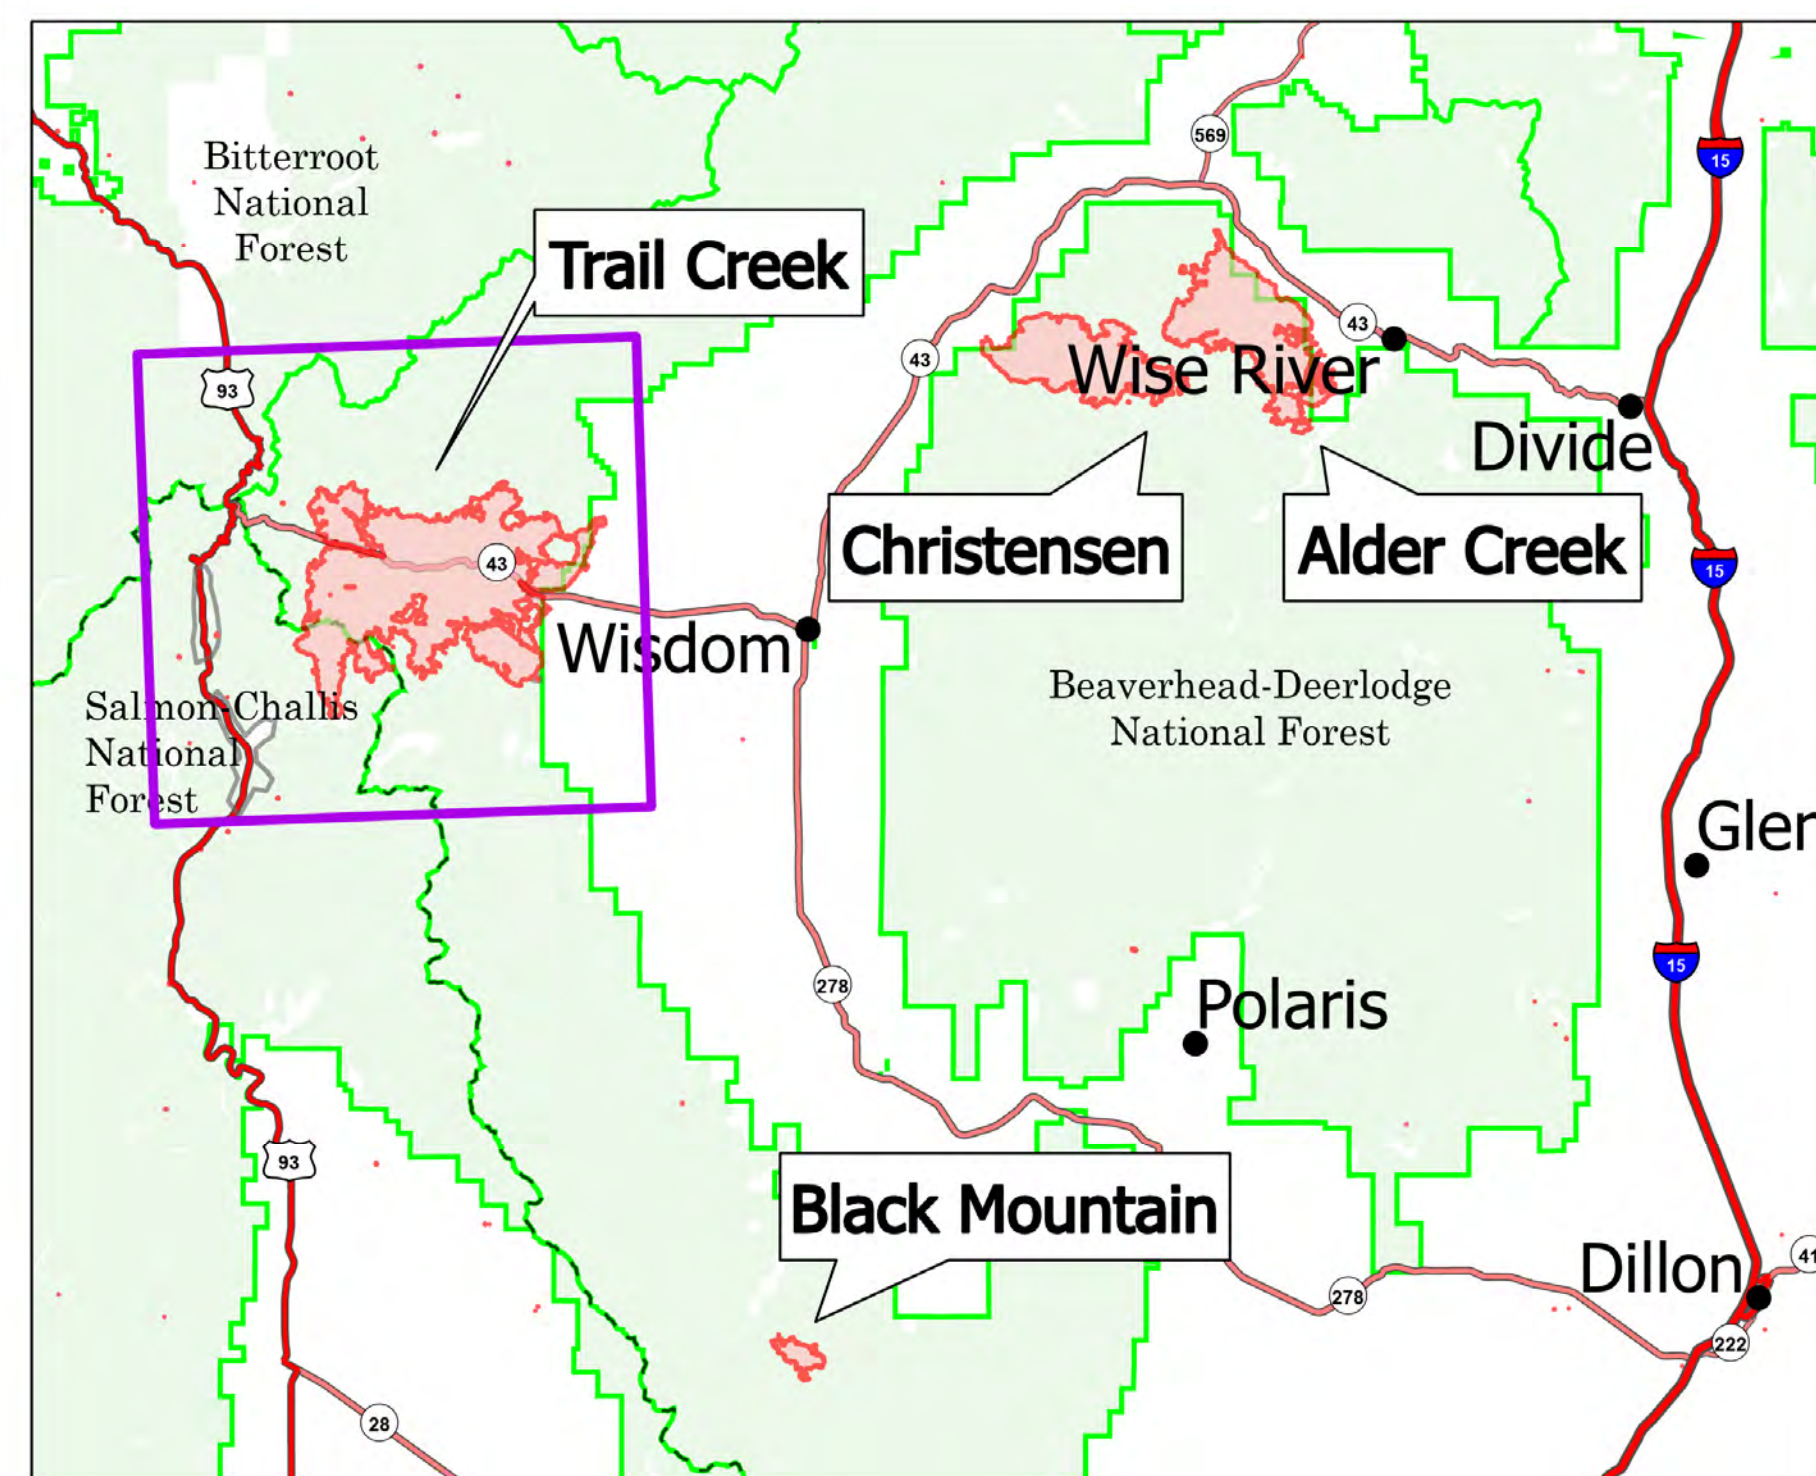 569
15
Bitterroot
National
Forest
Trail Creek
43
43
Wise River
93
Divide
Christensen
Alder Creek
43
15
Wisdom
Beaverhead-Deerlodge
National Forest
Salmon-Challis
National
Forest
Glen
15
278
Polaris
93
Black Mountain
41
Dillon
278
222
28